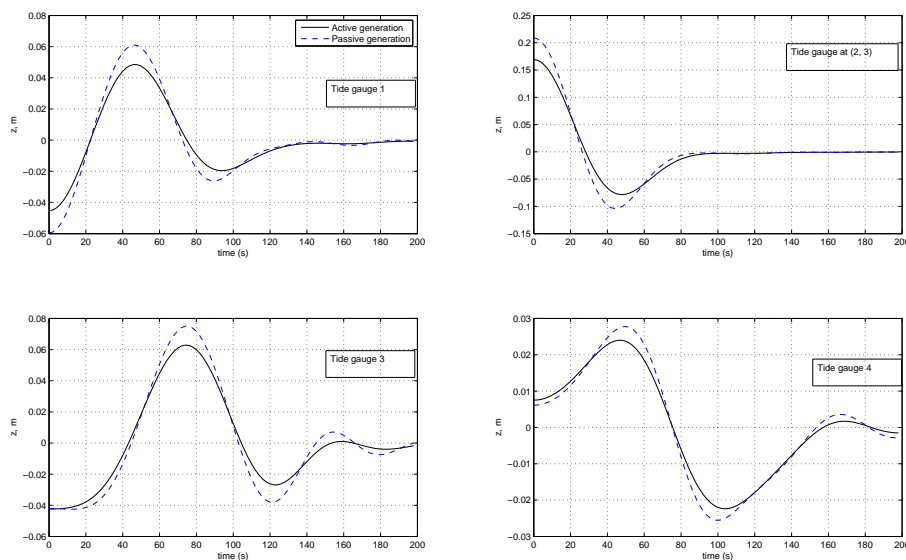 0.08
0.06
0.04
0.02
0
−0.02
−0.04
−0.06
z, m
0 20 40 60 80 100 120 140 160 180 200
time (s)
Active generation
Passive generation
Tide gauge 1
0.25
0.2
0.15
0.1
0.05
0
−0.05
−0.1
−0.15
z, m
0 20 40 60 80 100 120 140 160 180 200
time (s)
Tide gauge at (2, 3)
0.08
0.06
0.04
0.02
0
−0.02
−0.04
−0.06
z, m
0 20 40 60 80 100 120 140 160 180 200
time (s)
Tide gauge 3
0.03
0.02
0.01
0
−0.01
−0.02
−0.03
z, m
0 20 40 60 80 100 120 140 160 180 200
time (s)
Tide gauge 4